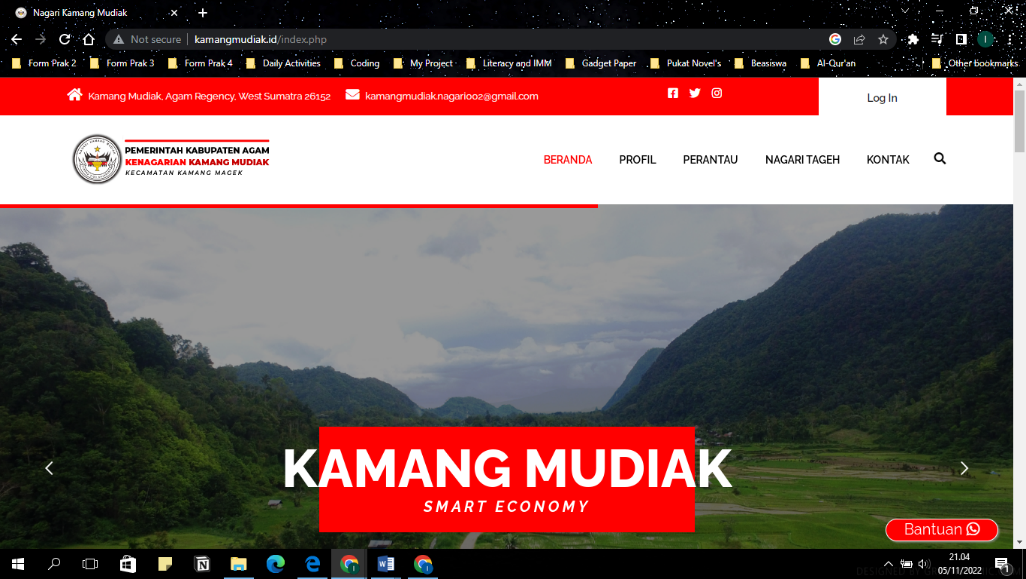 Nagari Kamang Mudiak
Not secure
kamangmudiak.id/index.php
Form Prak 2
Form Prak 3
Form Prak 4
Daily Activities
Coding
My Project
Literacy and IMM
Gadget Paper
Pukat Novel's
Beasiswa
Al-Qur'an
Other bookmarks
Kamang Mudiak, Agam Regency, West Sumatra 26152
kamangmudiak.nagari002@gmail.com
Log In
PEMERINTAH KABUPATEN AGAM
KENAGARIAN KAMANG MUDIAK
KECAMATAN KAMANG MAGEK
BERANDA
PROFIL
PERANTAU
NAGARI TAGEH
KONTAK
KAMANG MUDIAK
SMART ECONOMY
Bantuan
21.04
05/11/2022